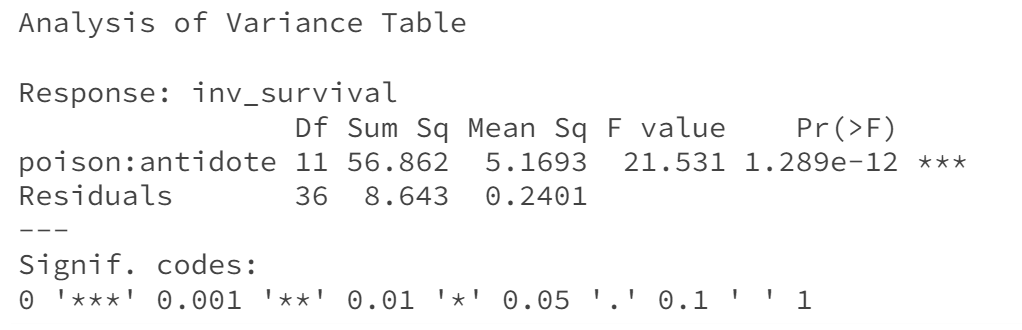 Analysis of Variance Table
Response: inv_survival
Df Sum Sq Mean Sq F value Pr(>F)
poison:antidote 11 56.862 5.1693 21.531 1.289e-12 ***
Residuals 36 8.643 0.2401
---
Signif. codes:
0 '***' 0.001 '**' 0.01 '*' 0.05 '.' 0.1 ' ' 1